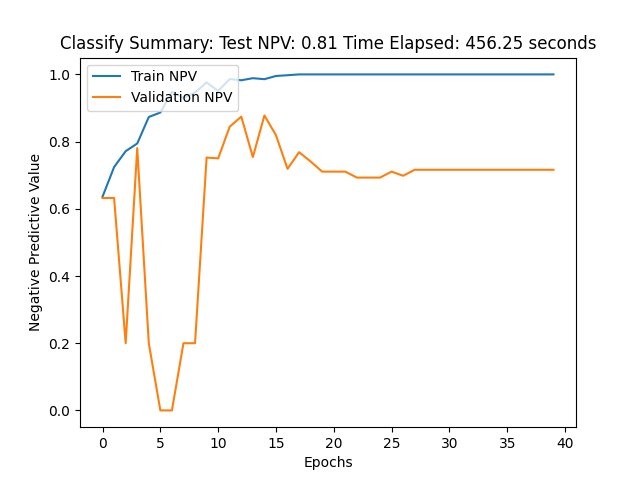 Classify Summary: Test NPV: 0.81 Time Elapsed: 456.25 seconds
Train NPV
Validation NPV
1.0
0.8
0.6
0.4
0.2
0.0
Negative Predictive Value
0 5 10 15 20 25 30 35 40
Epochs